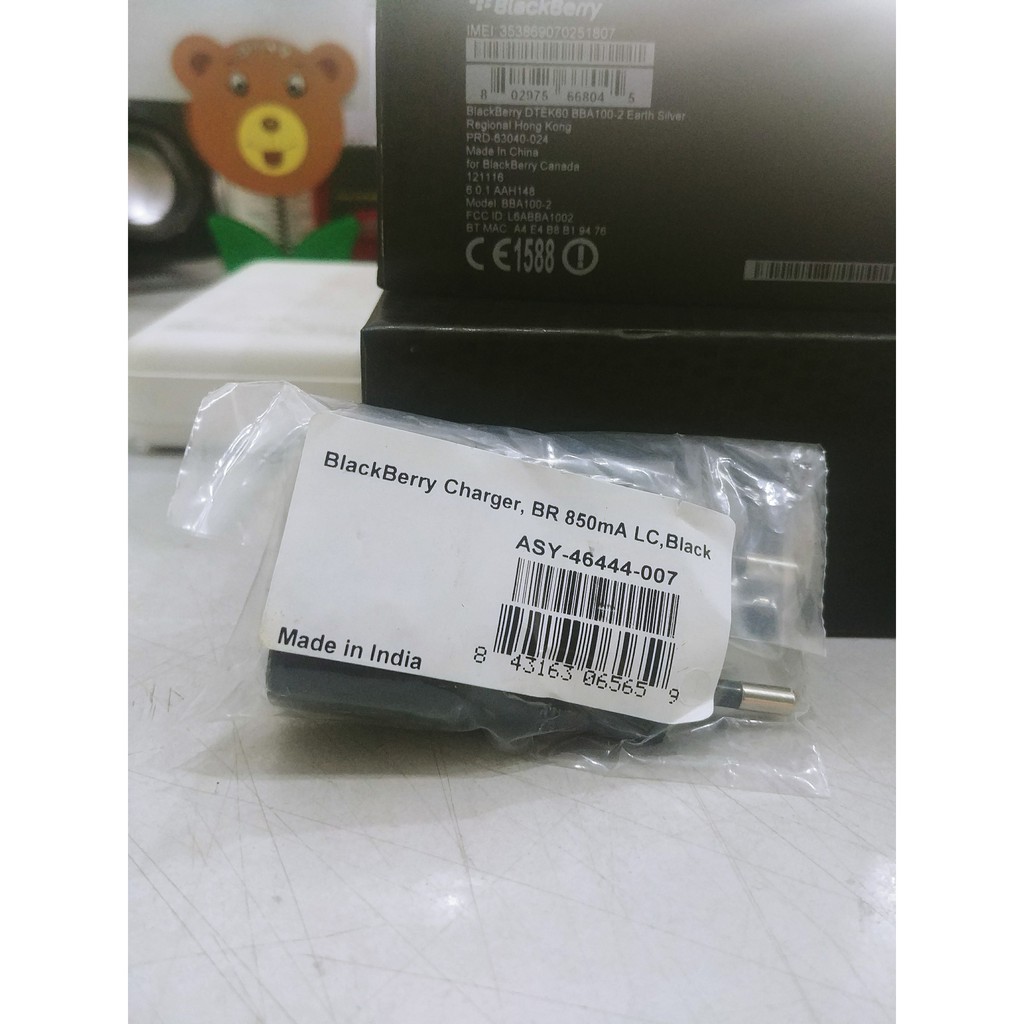 BlackBerry
IMEI: 353869070251807
8 02975 66804 5
BlackBerry DTEK60 BBA100-2 Earth Silver
Regional Hong Kong
PRD-63040-024
Made In China
for BlackBerry Canada
121116
6.0.1 AAH148
Model: BBA100-2
FCC ID: L6ABBA1002
BT MAC: A4 E4 B8 B1 94 76
CE1588
BlackBerry Charger, BR 850mA LC,Black
ASY-46444-007
8 43163 06565 9
Made in India